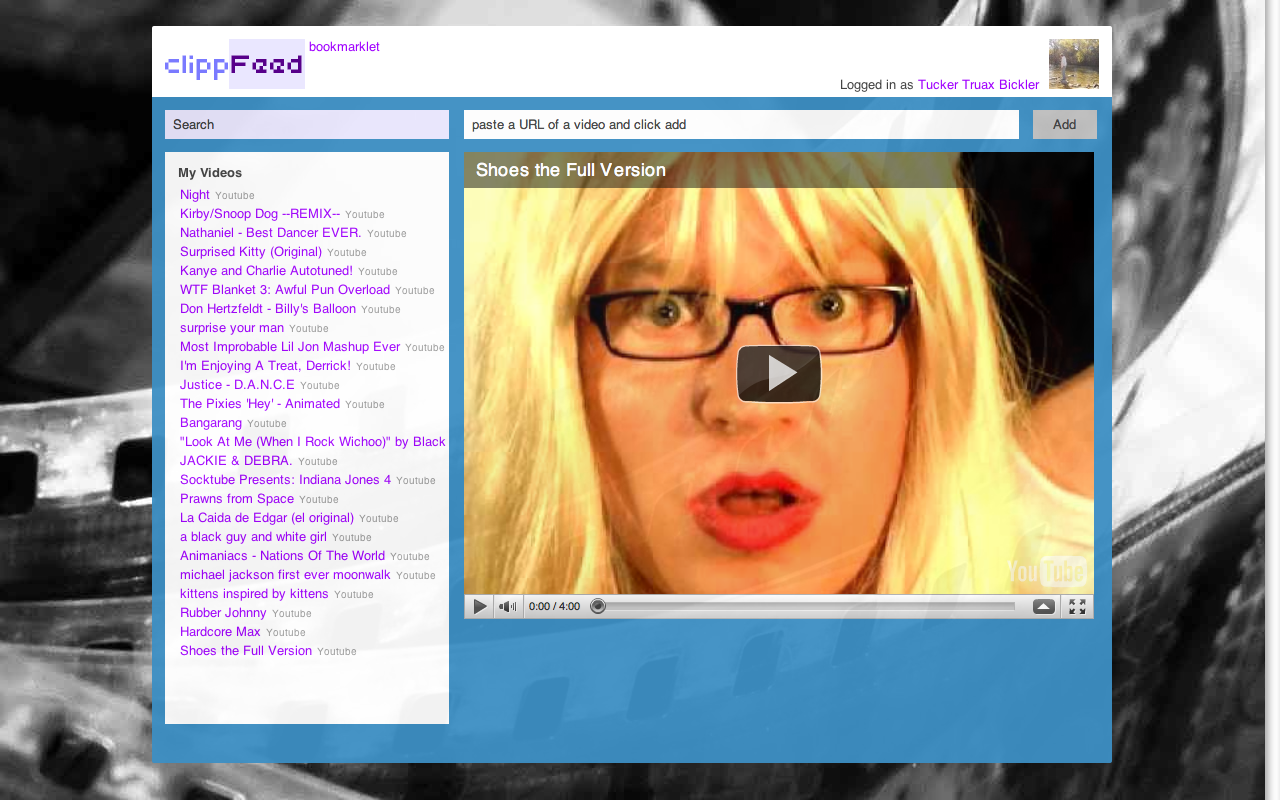 clippFeed bookmarklet
Logged in as Tucker Truax Bickler
Search
paste a URL of a video and click add
Add
My Videos
Night Youtube
Kirby/Snoop Dog --REMIX-- Youtube
Nathaniel - Best Dancer EVER. Youtube
Surprised Kitty (Original) Youtube
Kanye and Charlie Autotuned! Youtube
WTF Blanket 3: Awful Pun Overload Youtube
Don Hertzfeldt - Billy's Balloon Youtube
surprise your man Youtube
Most Improbable Lil Jon Mashup Ever Youtube
I'm Enjoying A Treat, Derrick! Youtube
Justice - D.A.N.C.E Youtube
The Pixies 'Hey' - Animated Youtube
Bangarang Youtube
"Look At Me (When I Rock Wichoo)" by Black
JACKIE & DEBRA. Youtube
Socktube Presents: Indiana Jones 4 Youtube
Prawns from Space Youtube
La Caida de Edgar (el original) Youtube
a black guy and white girl Youtube
Animaniacs - Nations Of The World Youtube
michael jackson first ever moonwalk Youtube
kittens inspired by kittens Youtube
Rubber Johnny Youtube
Hardcore Max Youtube
Shoes the Full Version Youtube
Shoes the Full Version
YouTube
0:00 / 4:00